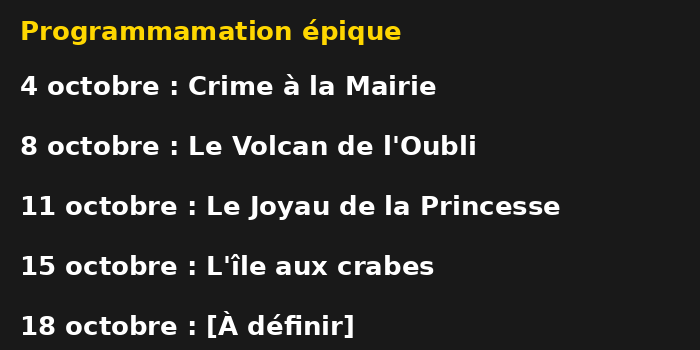 Programmamation épique
4 octobre : Crime à la Mairie
8 octobre : Le Volcan de l'Oubli
11 octobre : Le Joyau de la Princesse
15 octobre : L'île aux crabes
18 octobre : [À définir]